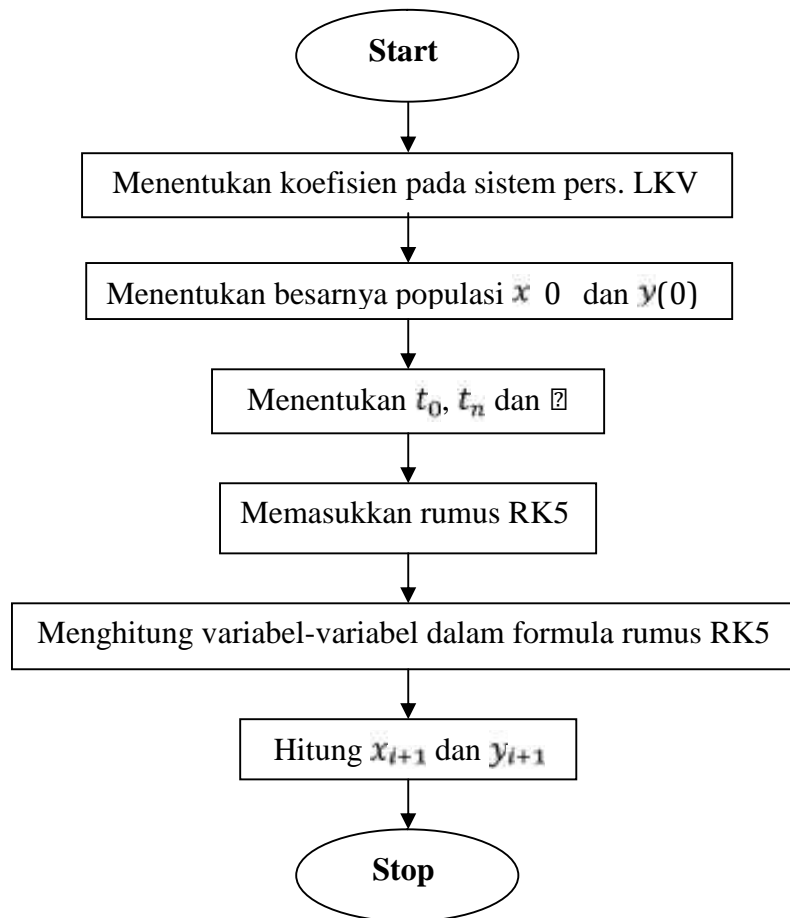 Start
Menentukan koefisien pada sistem pers. LKV
Menentukan besarnya populasi x 0 dan y(0)
Menentukan t₀, tₙ dan
Memasukkan rumus RK5
Menghitung variabel-variabel dalam formula rumus RK5
Hitung xᵢ₊₁ dan yᵢ₊₁
Stop